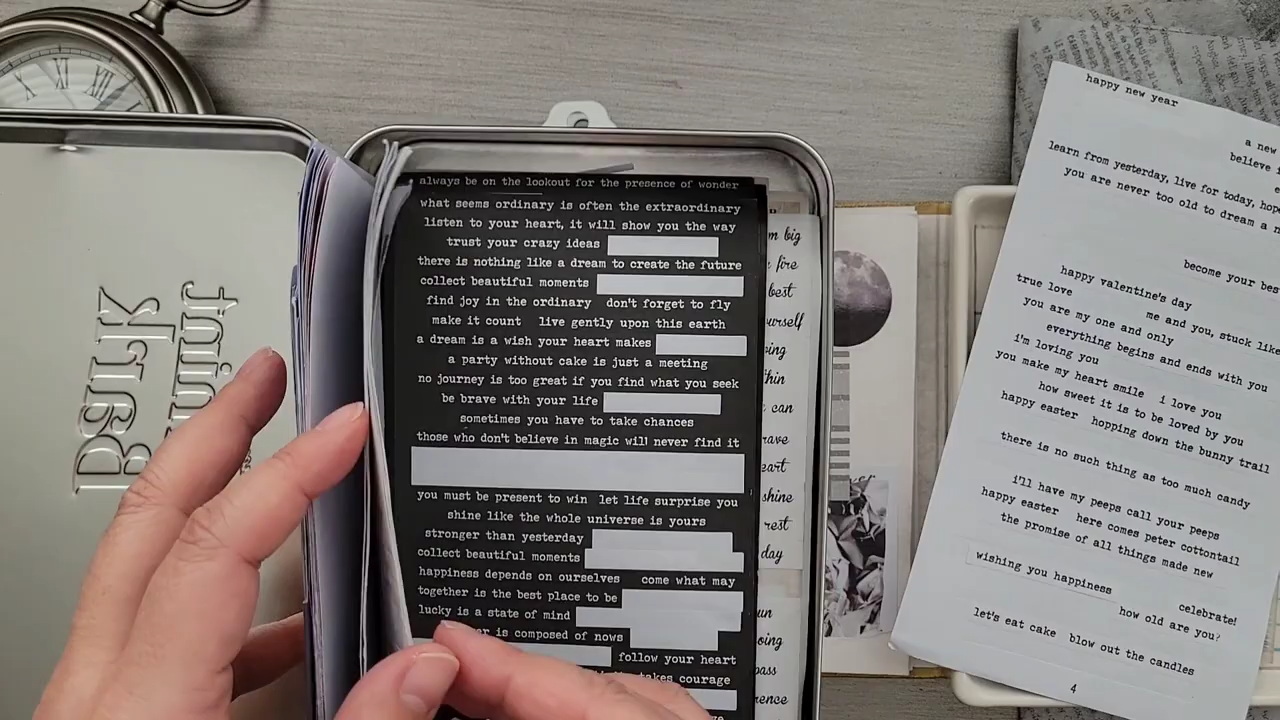 always be on the lookout for the presence of wonder
what seems ordinary is often the extraordinary
listen to your heart, it will show you the way
trust your crazy ideas
there is nothing like a dream to create the future
collect beautiful moments
find joy in the ordinary don't forget to fly
make it count live gently upon this earth
a dream is a wish your heart makes
a party without cake is just a meeting
no journey is too great if you find what you seek
be brave with your life
sometimes you have to take chances
those who don't believe in magic will never find it
you must be present to win let life surprise you
shine like the whole universe is yours
stronger than yesterday
collect beautiful moments
happiness depends on ourselves come what may
together is the best place to be
lucky is a state of mind
is composed of nows
follow your heart
takes courage
big
fire
best
can
shine
rest
day
happy new year
a new
believe
learn from yesterday, live for today,
you are never too old to dream a
become your
happy valentine's day
true love
me and you, stuck like
you are my one and only
everything begins and ends with you
i'm loving you
you make my heart smile i love you
how sweet it is to be loved by you
happy easter hopping down the bunny trail
there is no such thing as too much candy
i'll have my peeps call your peeps
happy easter here comes peter cottontail
the promise of all things made new
wishing you happiness
celebrate!
how old are you?
let's eat cake blow out the candles
4
XI XII